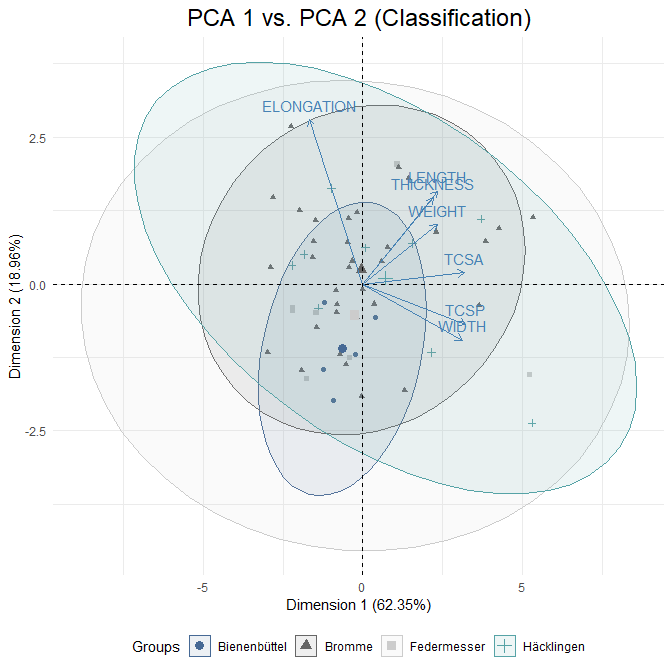 PCA 1 vs. PCA 2 (Classification)
ELONGATION
LENGTH
THICKNESS
WEIGHT
TCSA
TCSP
WIDTH
2.5
0.0
-2.5
Dimension 2 (18.96%)
-5
0
5
Dimension 1 (62.35%)
Groups Bienenbüttel Bromme Federmesser Häcklingen